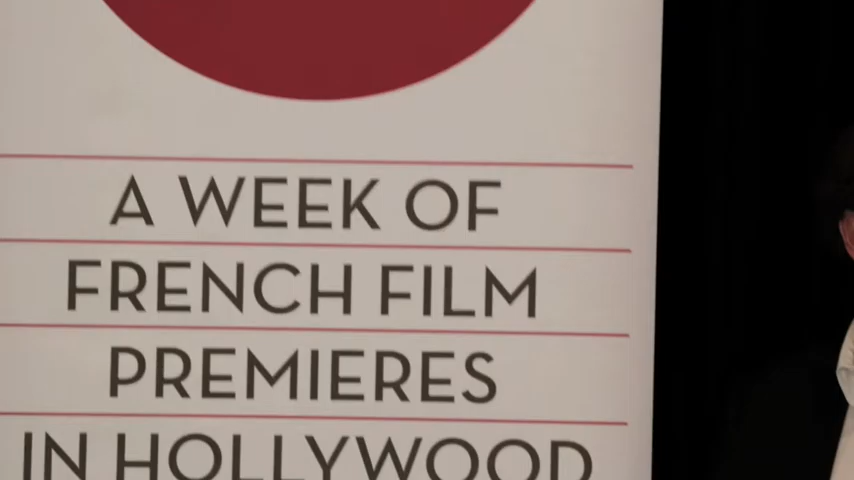 A WEEK OF
FRENCH FILM
PREMIERES
IN HOLLYWOOD